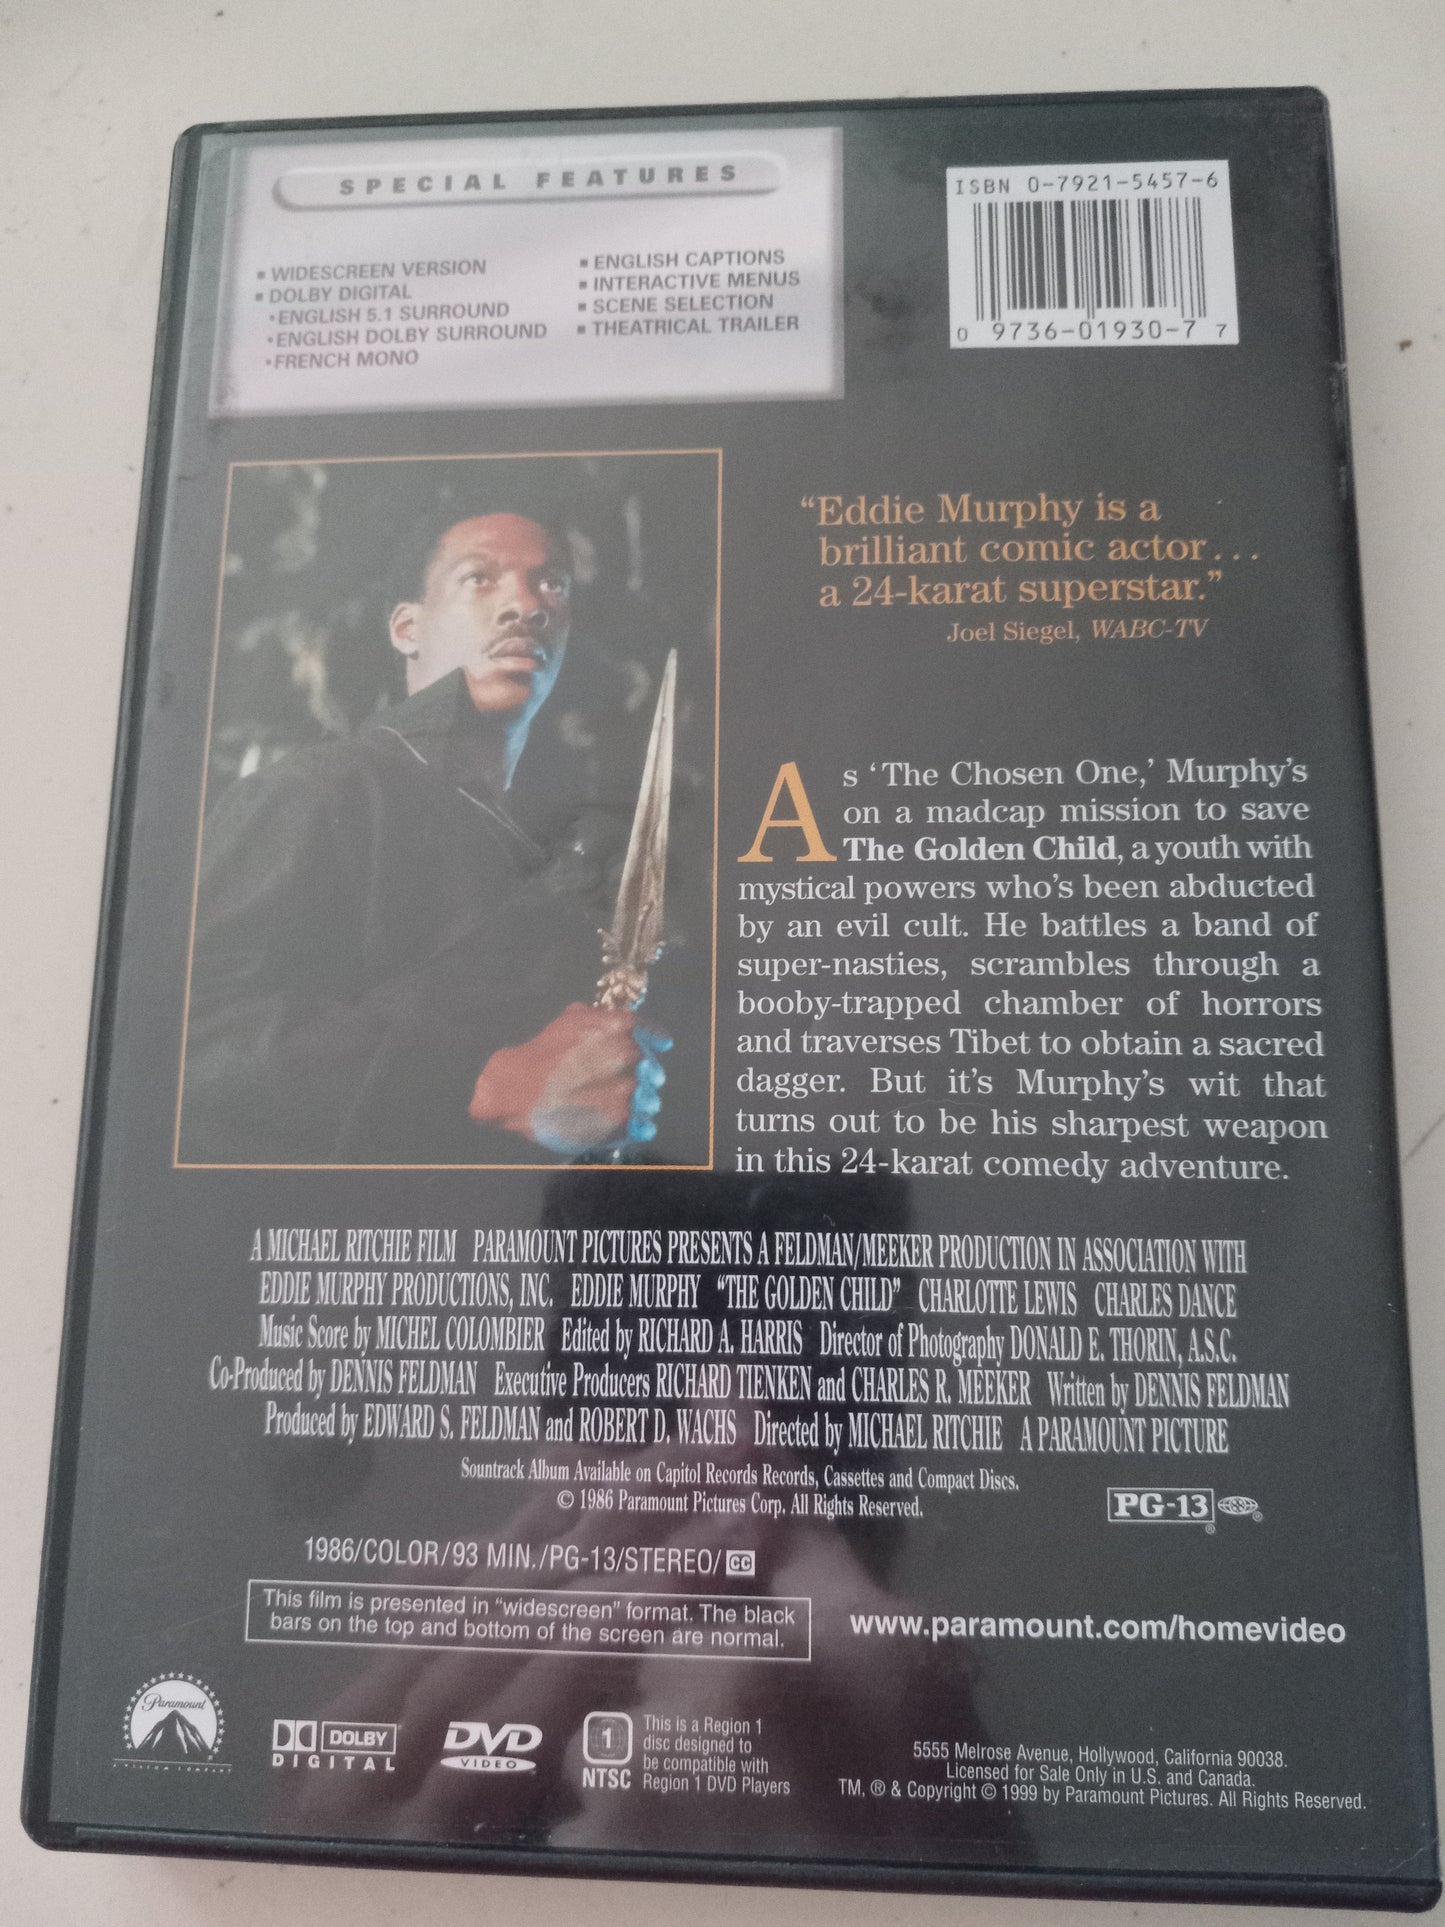 SPECIAL FEATURES
▪ WIDESCREEN VERSION
▪ DOLBY DIGITAL
•ENGLISH 5.1 SURROUND
•ENGLISH DOLBY SURROUND
•FRENCH MONO
▪ ENGLISH CAPTIONS
▪ INTERACTIVE MENUS
▪ SCENE SELECTION
▪ THEATRICAL TRAILER
ISBN 0-7921-5457-6
0 9736-01930-7 7
“Eddie Murphy is a
brilliant comic actor...
a 24-karat superstar.”
Joel Siegel, WABC-TV
As ‘The Chosen One,’ Murphy’s
on a madcap mission to save
The Golden Child, a youth with
mystical powers who’s been abducted
by an evil cult. He battles a band of
super-nasties, scrambles through a
booby-trapped chamber of horrors
and traverses Tibet to obtain a sacred
dagger. But it’s Murphy’s wit that
turns out to be his sharpest weapon
in this 24-karat comedy adventure.
A MICHAEL RITCHIE FILM PARAMOUNT PICTURES PRESENTS A FELDMAN/MEEKER PRODUCTION IN ASSOCIATION WITH
EDDIE MURPHY PRODUCTIONS, INC. EDDIE MURPHY “THE GOLDEN CHILD” CHARLOTTE LEWIS CHARLES DANCE
Music Score by MICHEL COLOMBIER Edited by RICHARD A. HARRIS Director of Photography DONALD E. THORIN, A.S.C.
Co-Produced by DENNIS FELDMAN Executive Producers RICHARD TIENKEN and CHARLES R. MEEKER Written by DENNIS FELDMAN
Produced by EDWARD S. FELDMAN and ROBERT D. WACHS Directed by MICHAEL RITCHIE A PARAMOUNT PICTURE
Sountrack Album Available on Capitol Records Records, Cassettes and Compact Discs.
© 1986 Paramount Pictures Corp. All Rights Reserved.
PG-13 ®
1986/COLOR/93 MIN./PG-13/STEREO/CC
This film is presented in “widescreen” format. The black
bars on the top and bottom of the screen are normal.
www.paramount.com/homevideo
Paramount
A VIACOM COMPANY
DOLBY
DIGITAL
DVD
VIDEO
1
NTSC
This is a Region 1
disc designed to
be compatible with
Region 1 DVD Players
5555 Melrose Avenue, Hollywood, California 90038.
Licensed for Sale Only in U.S. and Canada.
TM, ® & Copyright © 1999 by Paramount Pictures. All Rights Reserved.